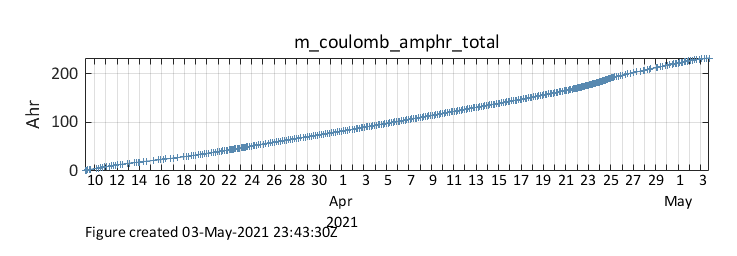 m_coulomb_amphr_total
Ahr
200
100
0
10 12 14 16 18 20 22 24 26 28 30 1 3 5 7 9 11 13 15 17 19 21 23 25 27 29 1 3
Apr May
2021
Figure created 03-May-2021 23:43:30Z